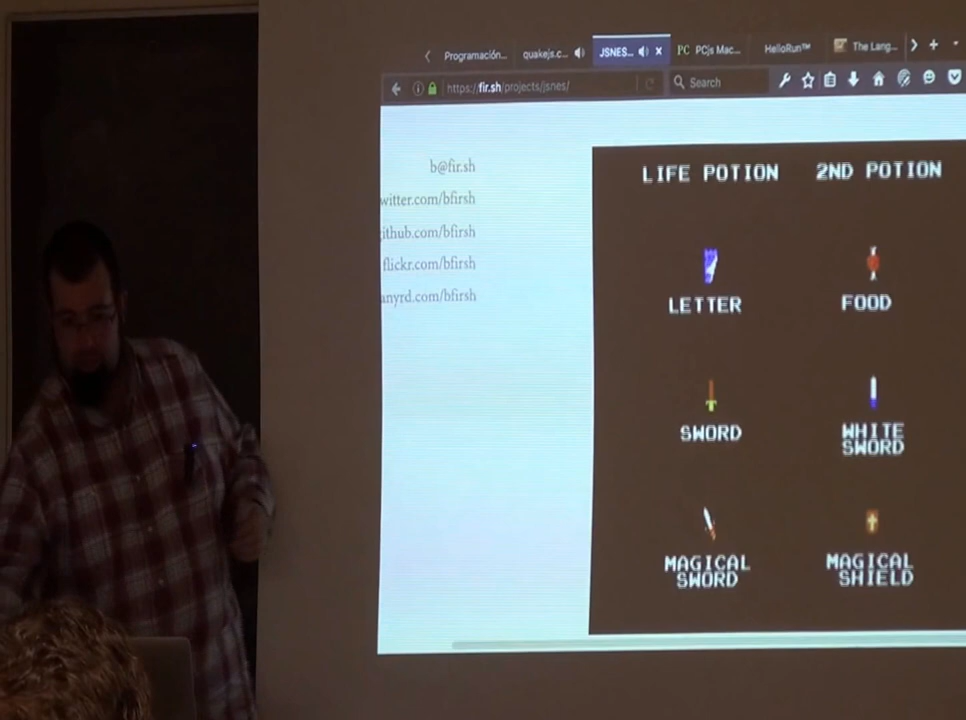 Programación...
quakejs.c...
JSNES...
PC PCjs Mac...
HelloRun™
The Lang...
https://fir.sh/projects/jsnes/
Search
b@fir.sh
witter.com/bfirsh
ithub.com/bfirsh
flickr.com/bfirsh
anyrd.com/bfirsh
LIFE POTION
2ND POTION
LETTER
FOOD
SWORD
WHITE
SWORD
MAGICAL
SWORD
MAGICAL
SHIELD